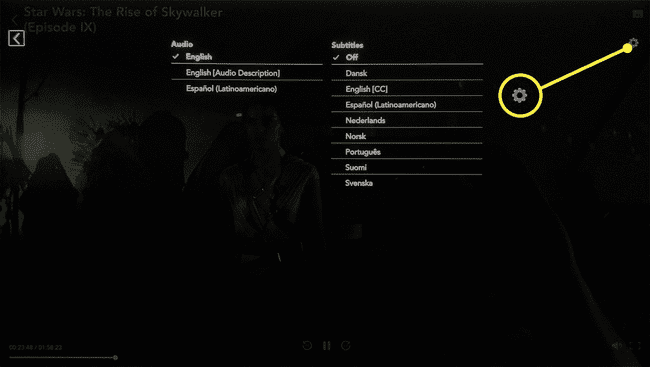 Star Wars: The Rise of Skywalker
(Episode IX)
Audio
English
English [Audio Description]
Español (Latinoamericano)
Subtitles
Off
Dansk
English [CC]
Español (Latinoamericano)
Nederlands
Norsk
Português
Suomi
Svenska